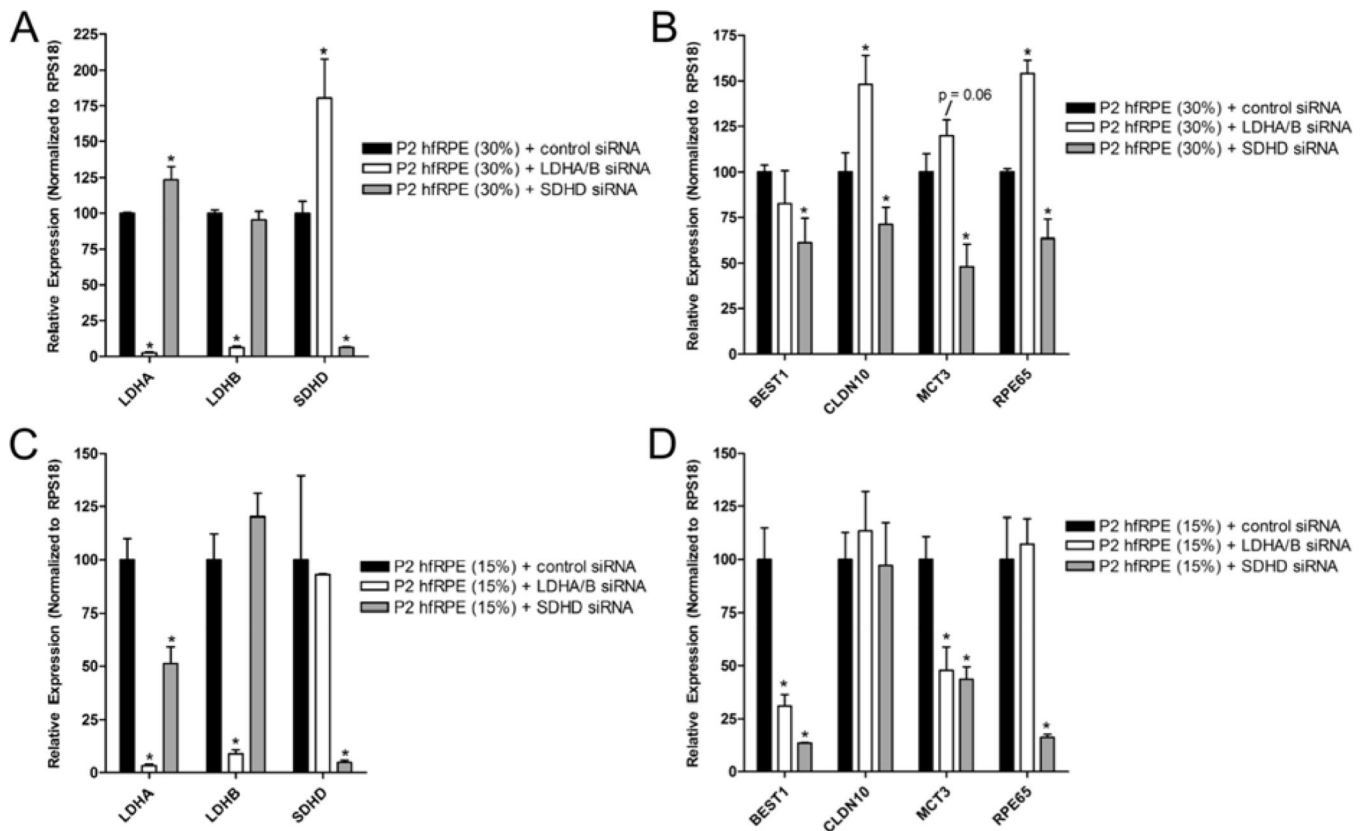 A
Relative Expression (Normalized to RPS18)
225
200
175
150
125
100
75
50
25
0
*
*
*
*
*
*
LDHA
LDHB
SDHD
P2 hfRPE (30%) + control siRNA
P2 hfRPE (30%) + LDHA/B siRNA
P2 hfRPE (30%) + SDHD siRNA
B
Relative Expression (Normalized to RPS18)
175
150
125
100
75
50
25
0
*
*
*
p = 0.06
*
*
*
BEST1
CLDN10
MCT3
RPE65
P2 hfRPE (30%) + control siRNA
P2 hfRPE (30%) + LDHA/B siRNA
P2 hfRPE (30%) + SDHD siRNA
C
Relative Expression (Normalized to RPS18)
150
125
100
75
50
25
0
*
*
*
*
LDHA
LDHB
SDHD
P2 hfRPE (15%) + control siRNA
P2 hfRPE (15%) + LDHA/B siRNA
P2 hfRPE (15%) + SDHD siRNA
D
Relative Expression (Normalized to RPS18)
150
125
100
75
50
25
0
*
*
*
*
*
BEST1
CLDN10
MCT3
RPE65
P2 hfRPE (15%) + control siRNA
P2 hfRPE (15%) + LDHA/B siRNA
P2 hfRPE (15%) + SDHD siRNA